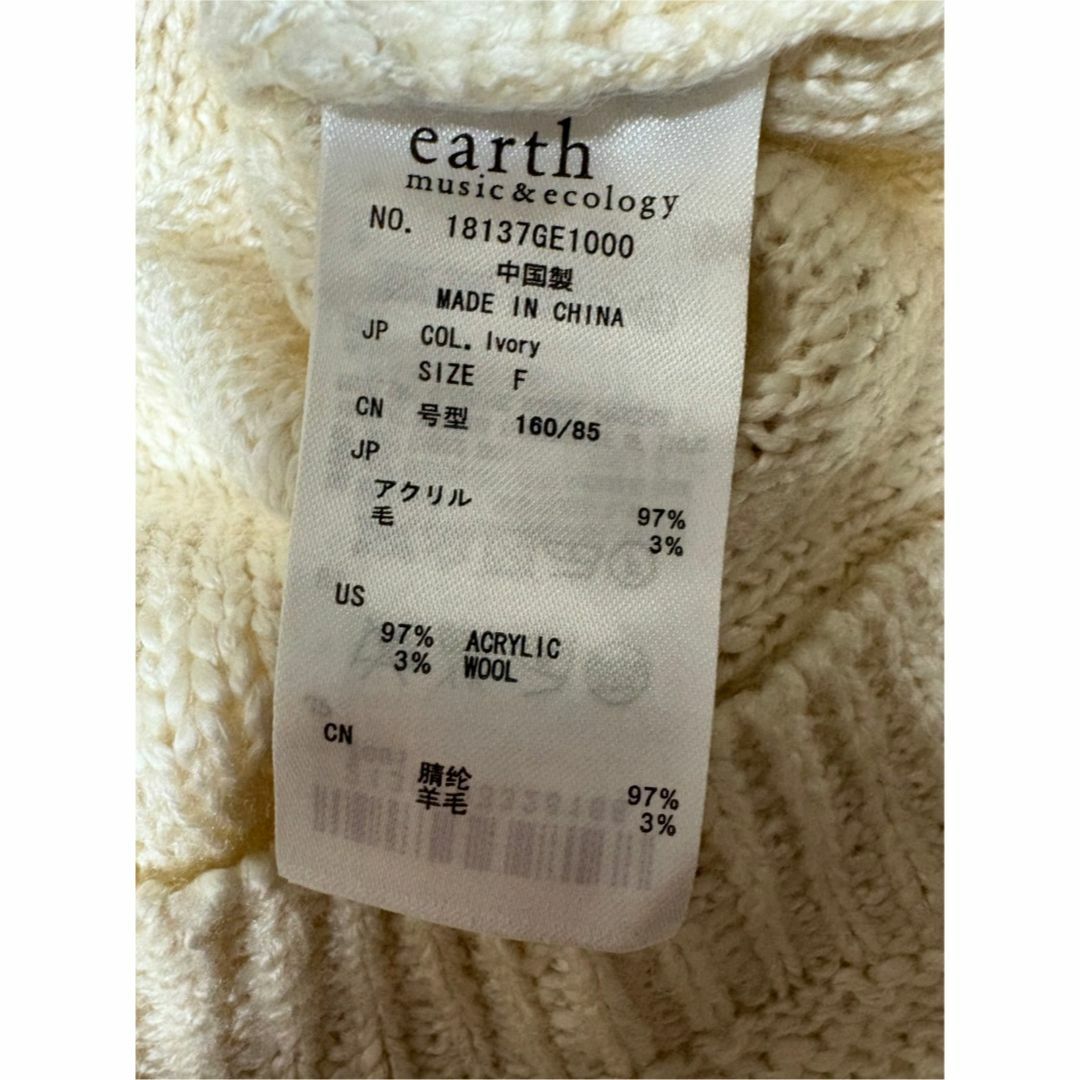 earth
music & ecology
NO. 18137GE1000
中国製
MADE IN CHINA
JP COL. Ivory
SIZE F
CN 号型 160/85
JP
アクリル 97%
毛 3%
US
97% ACRYLIC
3% WOOL
CN
腈纶 97%
羊毛 3%